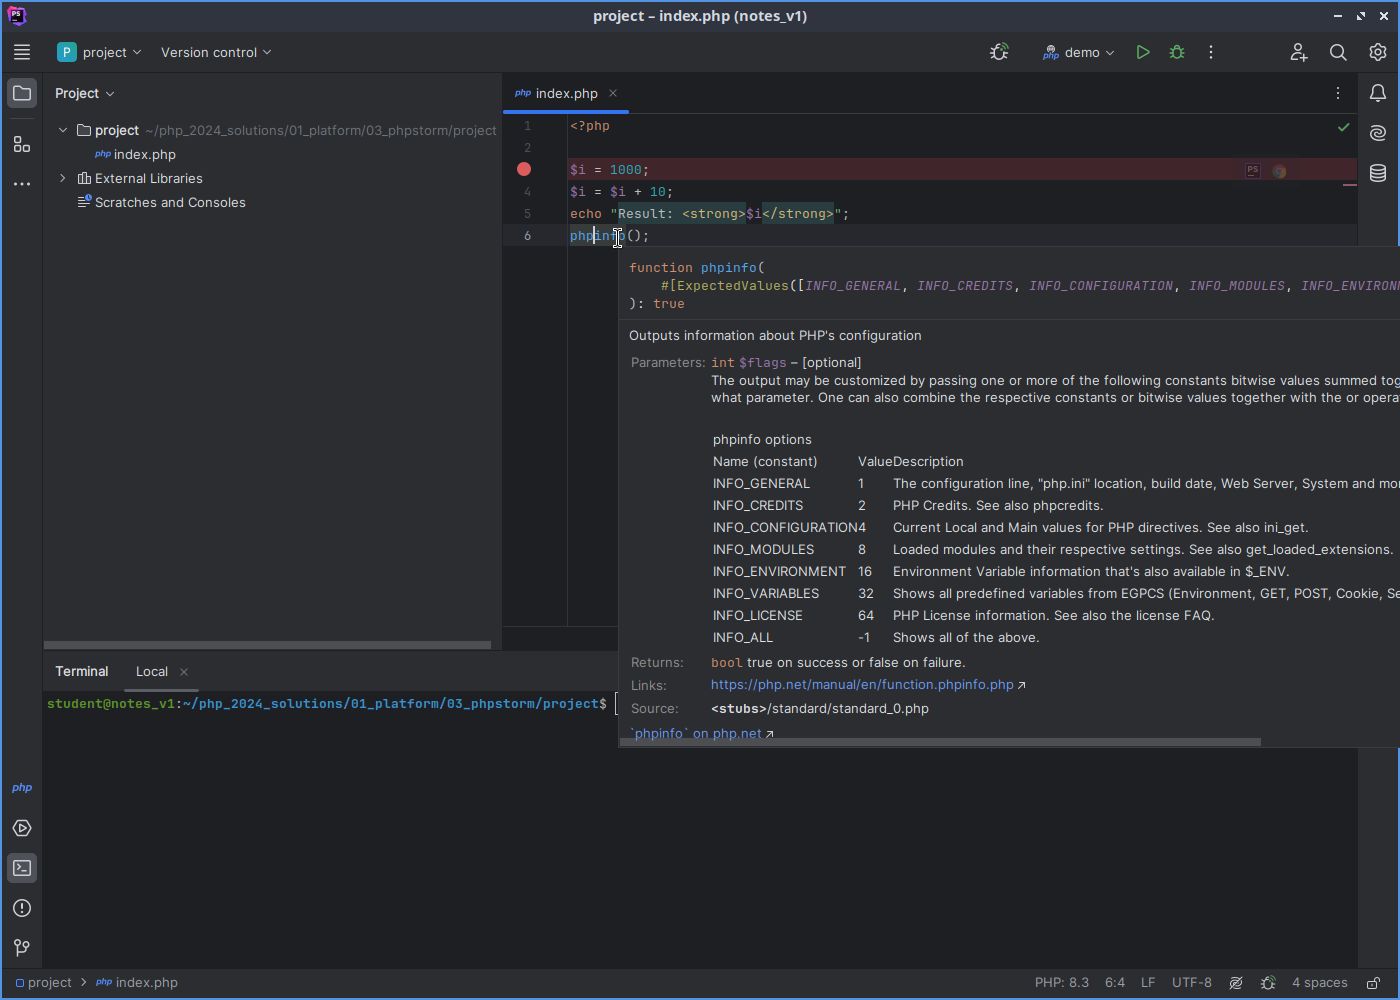 PS
project – index.php (notes_v1)
P project
Version control
php demo
Project
project ~/php_2024_solutions/01_platform/03_phpstorm/project
php index.php
External Libraries
Scratches and Consoles
php index.php
1 <?php
2
$i = 1000;
PS
4 $i = $i + 10;
5 echo "Result: <strong>$i</strong>";
6 phpinfo();
function phpinfo(
#[ExpectedValues([INFO_GENERAL, INFO_CREDITS, INFO_CONFIGURATION, INFO_MODULES, INFO_ENVIRON
): true
Outputs information about PHP's configuration
Parameters: int $flags – [optional]
The output may be customized by passing one or more of the following constants bitwise values summed tog
what parameter. One can also combine the respective constants or bitwise values together with the or opera
phpinfo options
Name (constant) ValueDescription
INFO_GENERAL 1 The configuration line, "php.ini" location, build date, Web Server, System and mo
INFO_CREDITS 2 PHP Credits. See also phpcredits.
INFO_CONFIGURATION4 Current Local and Main values for PHP directives. See also ini_get.
INFO_MODULES 8 Loaded modules and their respective settings. See also get_loaded_extensions.
INFO_ENVIRONMENT 16 Environment Variable information that's also available in $_ENV.
INFO_VARIABLES 32 Shows all predefined variables from EGPCS (Environment, GET, POST, Cookie, Se
INFO_LICENSE 64 PHP License information. See also the license FAQ.
INFO_ALL -1 Shows all of the above.
Returns: bool true on success or false on failure.
Links: https://php.net/manual/en/function.phpinfo.php ↗
Source: <stubs>/standard/standard_0.php
`phpinfo` on php.net ↗
Terminal Local
student@notes_v1:~/php_2024_solutions/01_platform/03_phpstorm/project$
php
project > php index.php
PHP: 8.3 6:4 LF UTF-8 4 spaces